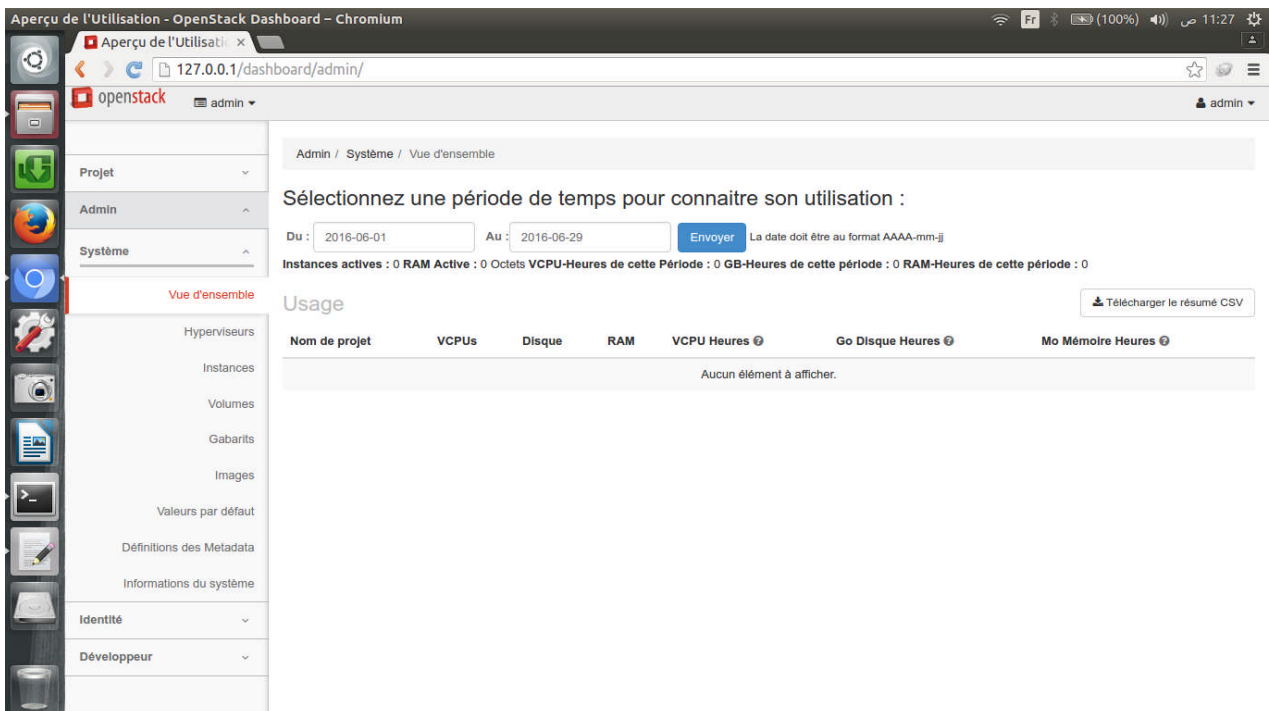 Aperçu de l'Utilisation - OpenStack Dashboard – Chromium
Fr (100%) 11:27 ص
Aperçu de l'Utilisati
127.0.0.1/dashboard/admin/
openstack admin admin
Admin / Système / Vue d'ensemble
Projet
Admin
Système
Vue d'ensemble
Hyperviseurs
Instances
Volumes
Gabarits
Images
Valeurs par défaut
Définitions des Metadata
Informations du système
Identité
Développeur
Sélectionnez une période de temps pour connaitre son utilisation :
Du : 2016-06-01 Au : 2016-06-29 Envoyer La date doit être au format AAAA-mm-jj
Instances actives : 0 RAM Active : 0 Octets VCPU-Heures de cette Période : 0 GB-Heures de cette période : 0 RAM-Heures de cette période : 0
Usage
Télécharger le résumé CSV
Nom de projet VCPUs Disque RAM VCPU Heures Go Disque Heures Mo Mémoire Heures
Aucun élément à afficher.